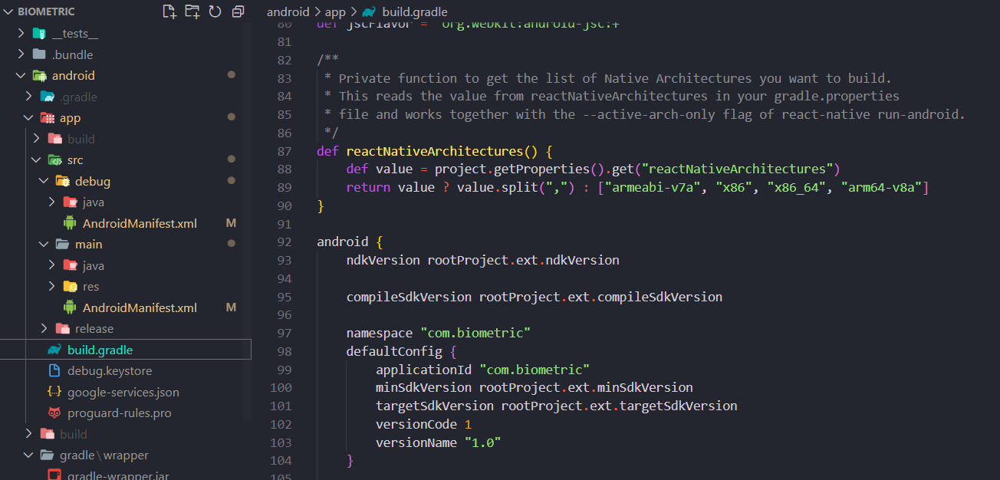 BIOMETRIC
__tests__
.bundle
android
.gradle
app
build
src
debug
java
AndroidManifest.xml M
main
java
res
AndroidManifest.xml M
release
build.gradle
debug.keystore
google-services.json
proguard-rules.pro
build
gradle\wrapper
gradle-wrapper.jar
android > app > build.gradle
80 def jscFlavor = 'org.webkit:android-jsc:+'
81
82 /**
83 * Private function to get the list of Native Architectures you want to build.
84 * This reads the value from reactNativeArchitectures in your gradle.properties
85 * file and works together with the --active-arch-only flag of react-native run-android.
86 */
87 def reactNativeArchitectures() {
88 def value = project.getProperties().get("reactNativeArchitectures")
89 return value ? value.split(",") : ["armeabi-v7a", "x86", "x86_64", "arm64-v8a"]
90 }
91
92 android {
93 ndkVersion rootProject.ext.ndkVersion
94
95 compileSdkVersion rootProject.ext.compileSdkVersion
96
97 namespace "com.biometric"
98 defaultConfig {
99 applicationId "com.biometric"
100 minSdkVersion rootProject.ext.minSdkVersion
101 targetSdkVersion rootProject.ext.targetSdkVersion
102 versionCode 1
103 versionName "1.0"
104 }
105